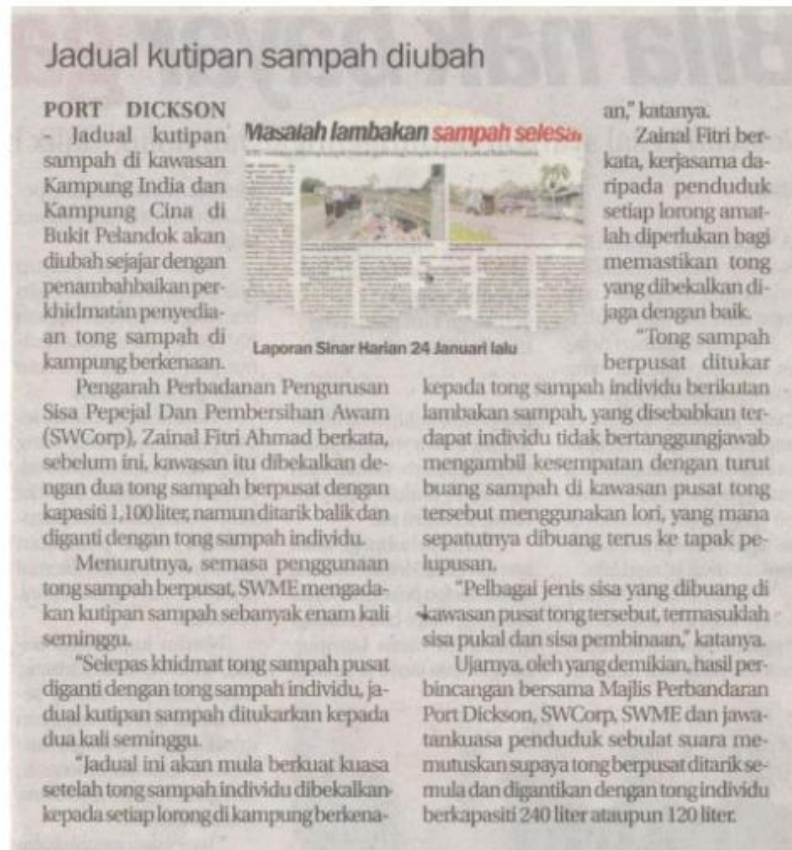 Jadual kutipan sampah diubah
PORT DICKSON
- Jadual kutipan
sampah di kawasan
Kampung India dan
Kampung Cina di
Bukit Pelandok akan
diubah sejajar dengan
penambahbaikan per-
khidmatan penyedia-
an tong sampah di
kampung berkenaan.
Masalah lambakan sampah selesai
Laporan Sinar Harian 24 Januari lalu
Pengarah Perbadanan Pengurusan
Sisa Pepejal Dan Pembersihan Awam
(SWCorp), Zainal Fitri Ahmad berkata,
sebelum ini, kawasan itu dibekalkan de-
ngan dua tong sampah berpusat dengan
kapasiti 1,100 liter, namun ditarik balik dan
diganti dengan tong sampah individu.
Menurutnya, semasa penggunaan
tong sampah berpusat, SWME mengada-
kan kutipan sampah sebanyak enam kali
seminggu.
"Selepas khidmat tong sampah pusat
diganti dengan tong sampah individu, ja-
dual kutipan sampah ditukarkan kepada
dua kali seminggu.
"Jadual ini akan mula berkuat kuasa
setelah tong sampah individu dibekalkan
kepada setiap lorong di kampung berkena-
an," katanya.
Zainal Fitri ber-
kata, kerjasama da-
ripada penduduk
setiap lorong amat-
lah diperlukan bagi
memastikan tong
yang dibekalkan di-
jaga dengan baik.
"Tong sampah
berpusat ditukar
kepada tong sampah individu berikutan
lambakan sampah, yang disebabkan ter-
dapat individu tidak bertanggungjawab
mengambil kesempatan dengan turut
buang sampah di kawasan pusat tong
tersebut menggunakan lori, yang mana
sepatutnya dibuang terus ke tapak pe-
lupusan.
"Pelbagai jenis sisa yang dibuang di
kawasan pusat tong tersebut, termasuklah
sisa pukal dan sisa pembinaan," katanya.
Ujarnya, oleh yang demikian, hasil per-
bincangan bersama Majlis Perbandaran
Port Dickson, SWCorp, SWME dan jawa-
tankuasa penduduk sebulat suara me-
mutuskan supaya tong berpusat ditarik se-
mula dan digantikan dengan tong individu
berkapasiti 240 liter ataupun 120 liter.